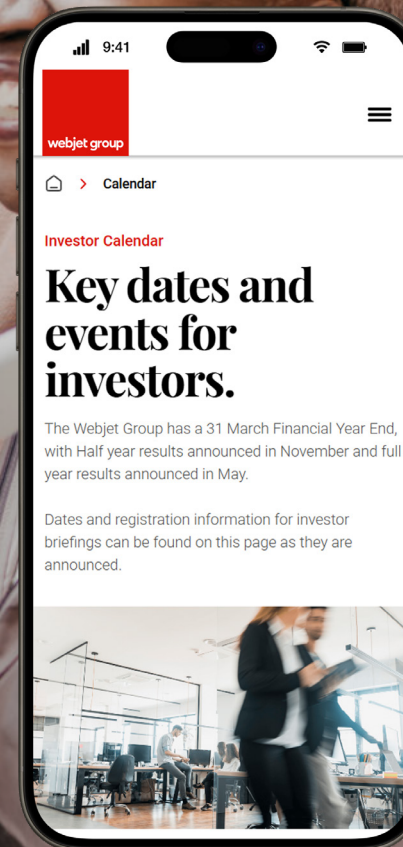 9:41
webjet group
Calendar
Investor Calendar
Key dates and
events for
investors.
The Webjet Group has a 31 March Financial Year End,
with Half year results announced in November and full
year results announced in May.
Dates and registration information for investor
briefings can be found on this page as they are
announced.